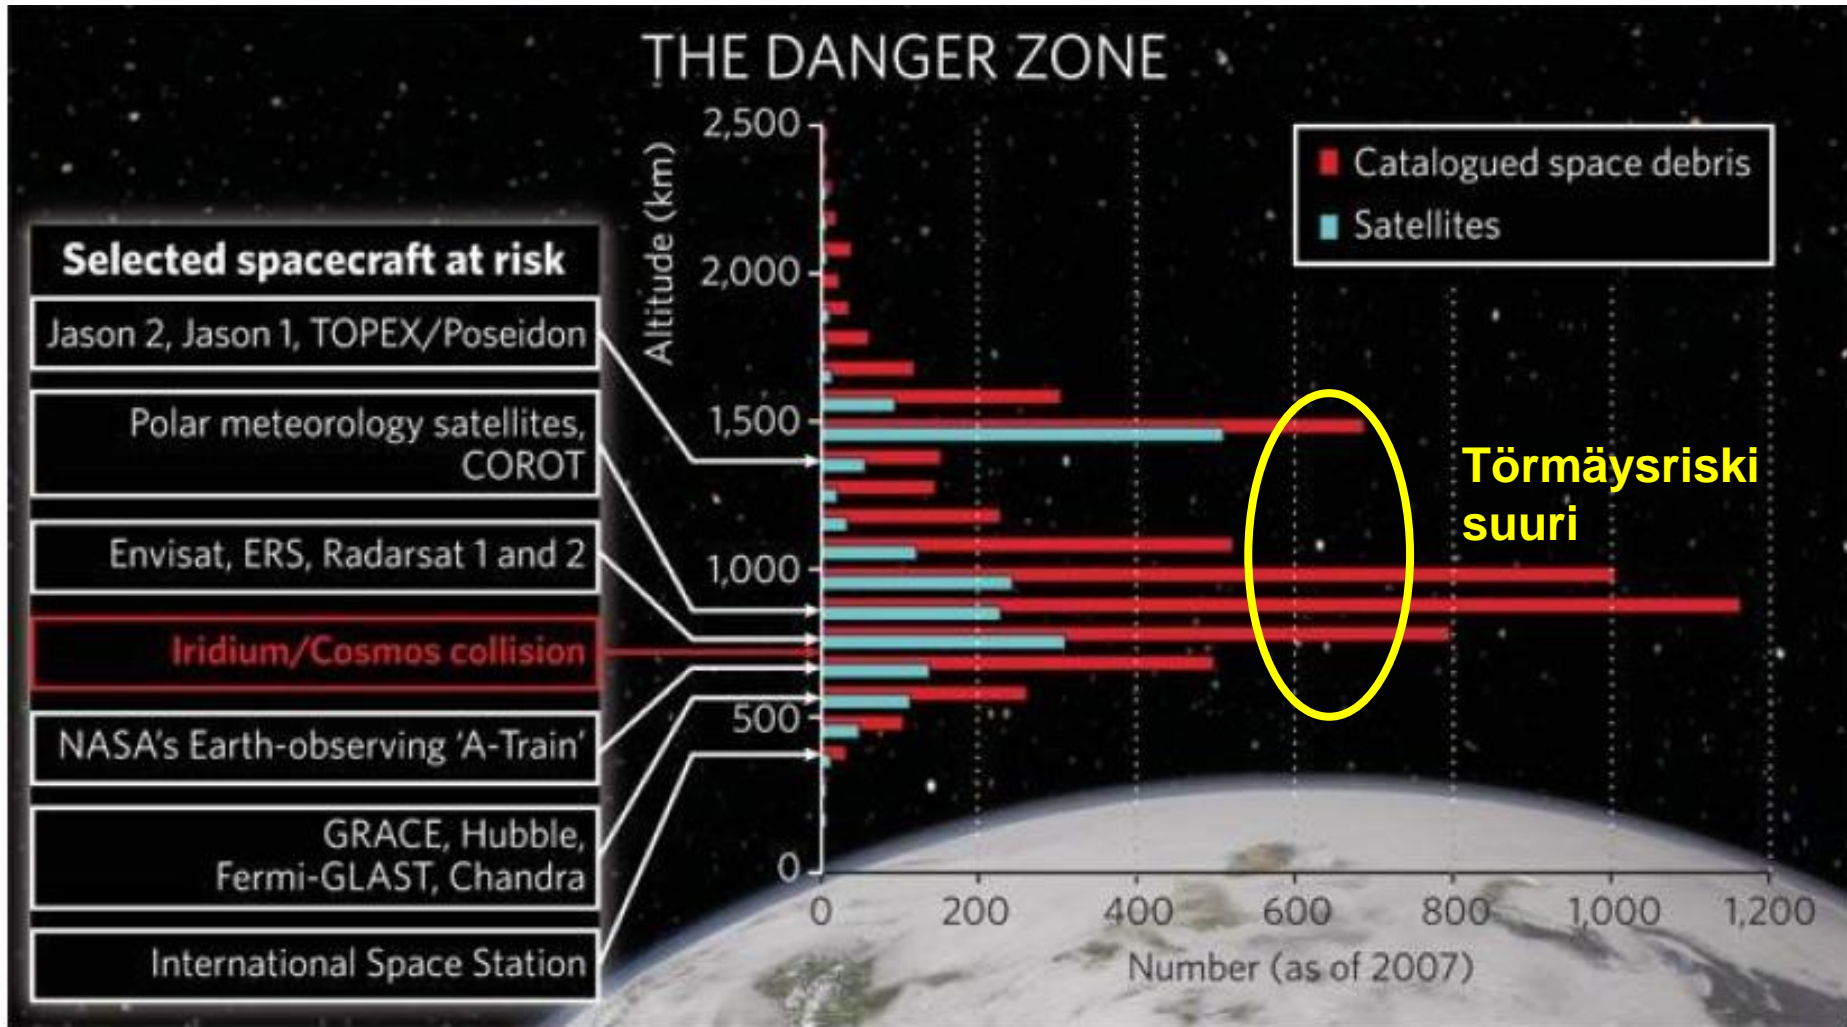 THE DANGER ZONE
Selected spacecraft at risk
Jason 2, Jason 1, TOPEX/Poseidon
Polar meteorology satellites,
COROT
Envisat, ERS, Radarsat 1 and 2
Iridium/Cosmos collision
NASA's Earth-observing 'A-Train'
GRACE, Hubble,
Fermi-GLAST, Chandra
International Space Station
Altitude (km)
2,500
2,000
1,500
1,000
500
0
Catalogued space debris
Satellites
Törmäysriski
suuri
0 200 400 600 800 1,000 1,200
Number (as of 2007)